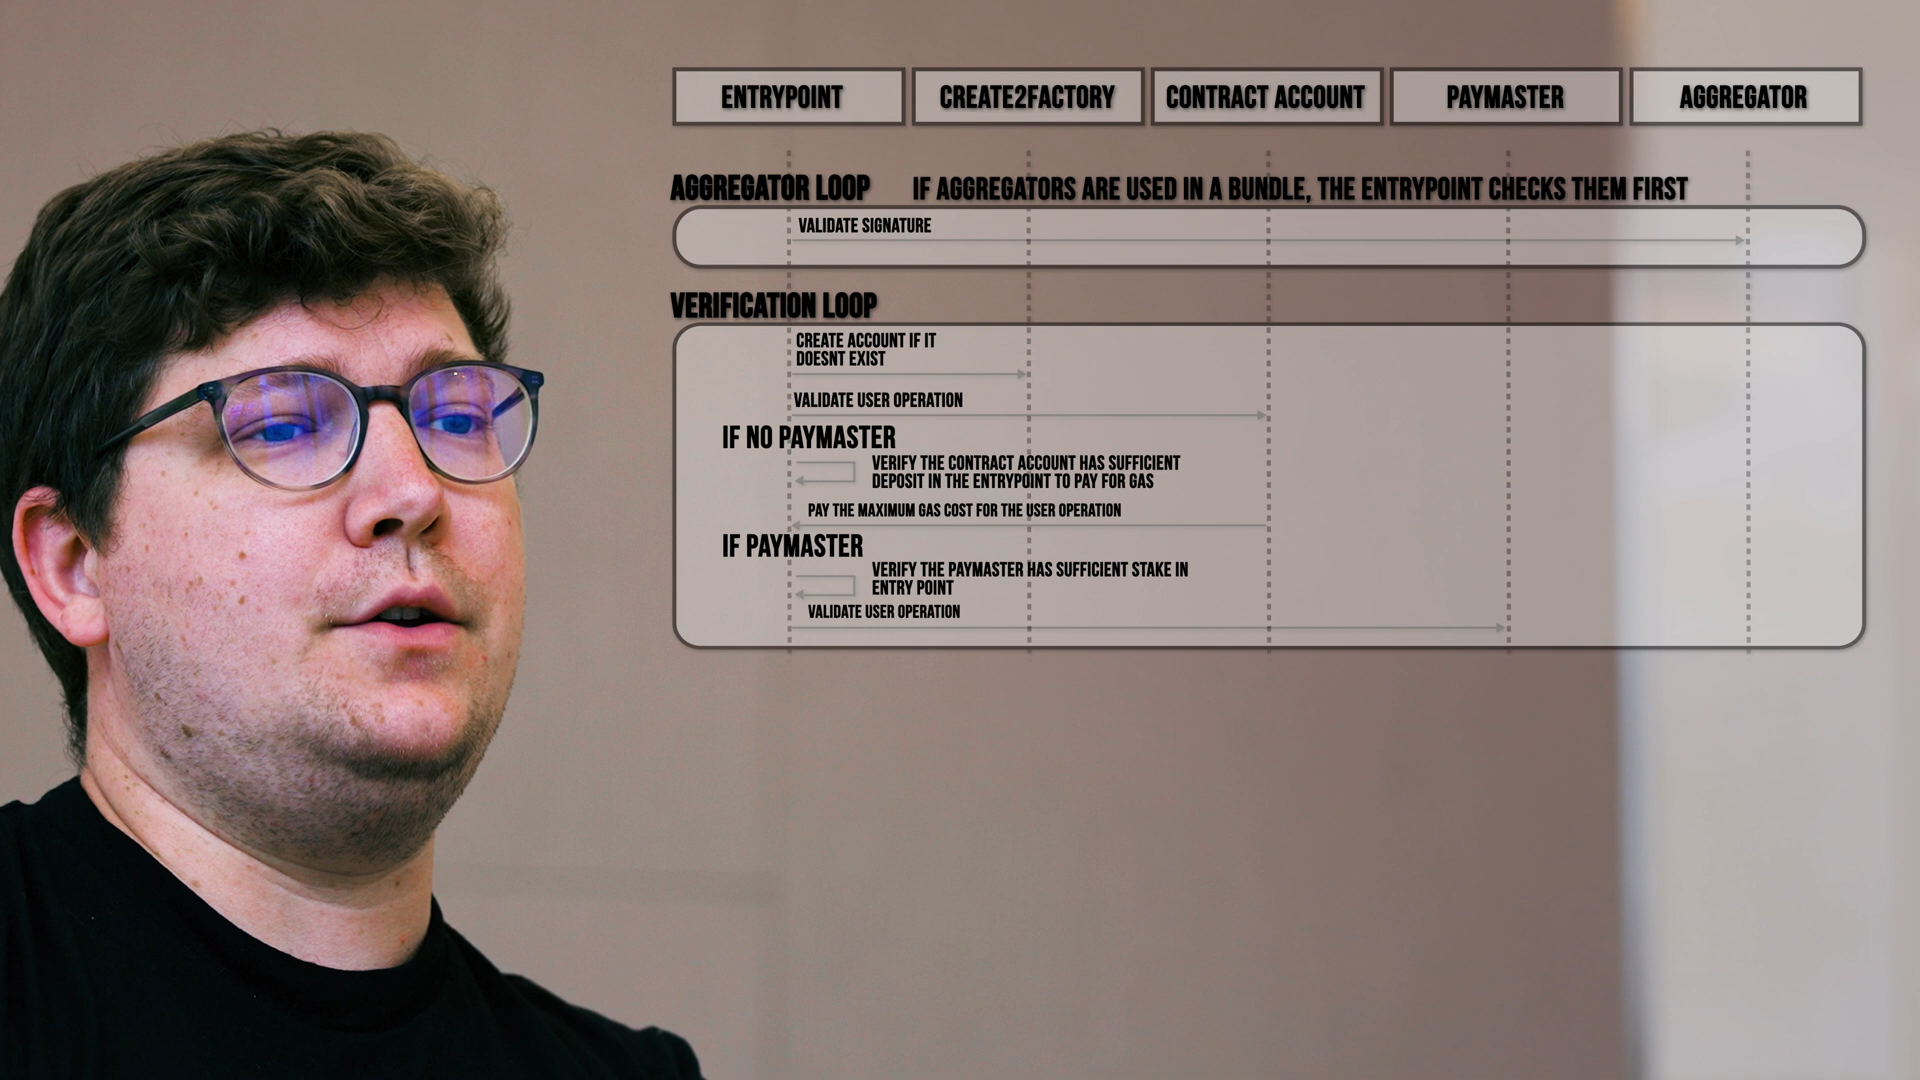 ENTRYPOINT
CREATE2FACTORY
CONTRACT ACCOUNT
PAYMASTER
AGGREGATOR
AGGREGATOR LOOP
IF AGGREGATORS ARE USED IN A BUNDLE, THE ENTRYPOINT CHECKS THEM FIRST
VALIDATE SIGNATURE
VERIFICATION LOOP
CREATE ACCOUNT IF IT
DOESNT EXIST
VALIDATE USER OPERATION
IF NO PAYMASTER
VERIFY THE CONTRACT ACCOUNT HAS SUFFICIENT
DEPOSIT IN THE ENTRYPOINT TO PAY FOR GAS
PAY THE MAXIMUM GAS COST FOR THE USER OPERATION
IF PAYMASTER
VERIFY THE PAYMASTER HAS SUFFICIENT STAKE IN
ENTRY POINT
VALIDATE USER OPERATION